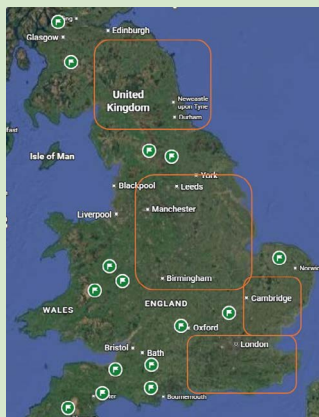 Edinburgh
Glasgow
United
Kingdom
Newcastle
upon Tyne
Durham
Isle of Man
York
Blackpool
Leeds
Liverpool
Manchester
Birmingham
Cambridge
WALES
ENGLAND
Oxford
London
Bristol
Bath
Bournemouth